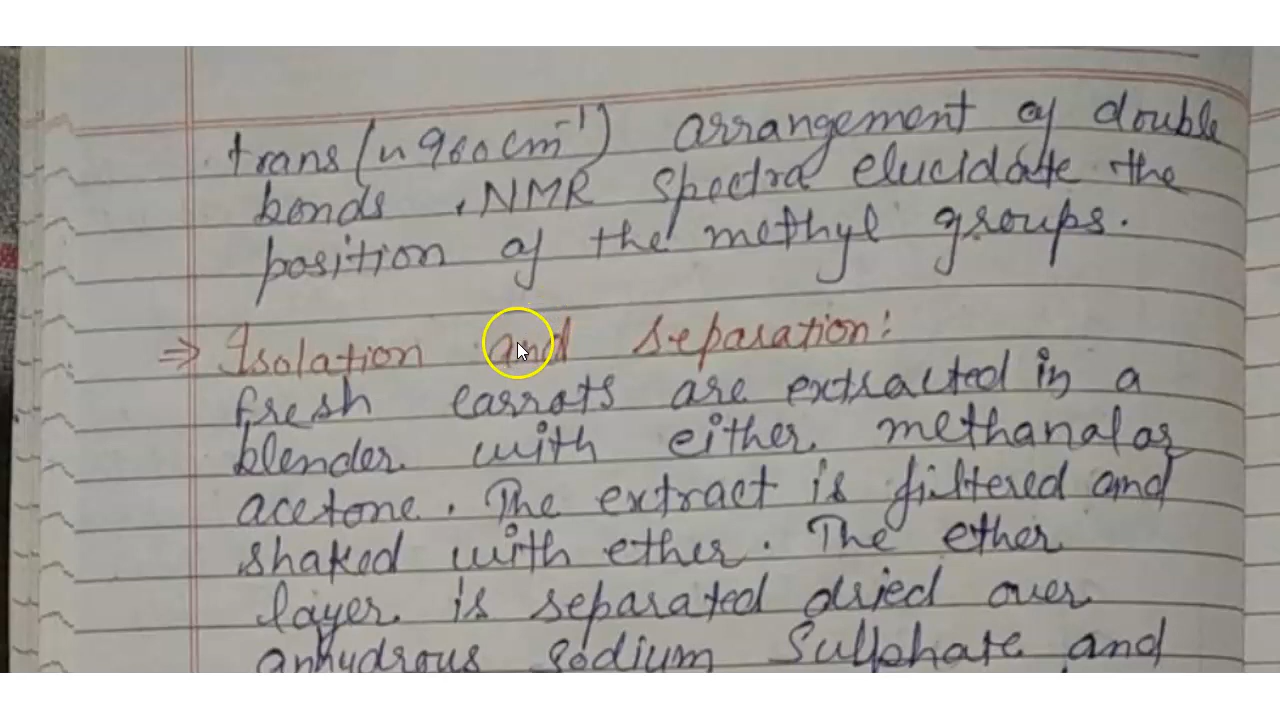 trans (n 960 cm⁻¹) arrangement of double
bonds. NMR spectra elucidate the
position of the methyl groups.
⇒ Isolation and separation:
fresh carrots are extracted in a
blender with either methanal or
acetone. The extract is filtered and
shaked with ether. The ether
layer is separated dried over
anhydrous sodium Sulphate and